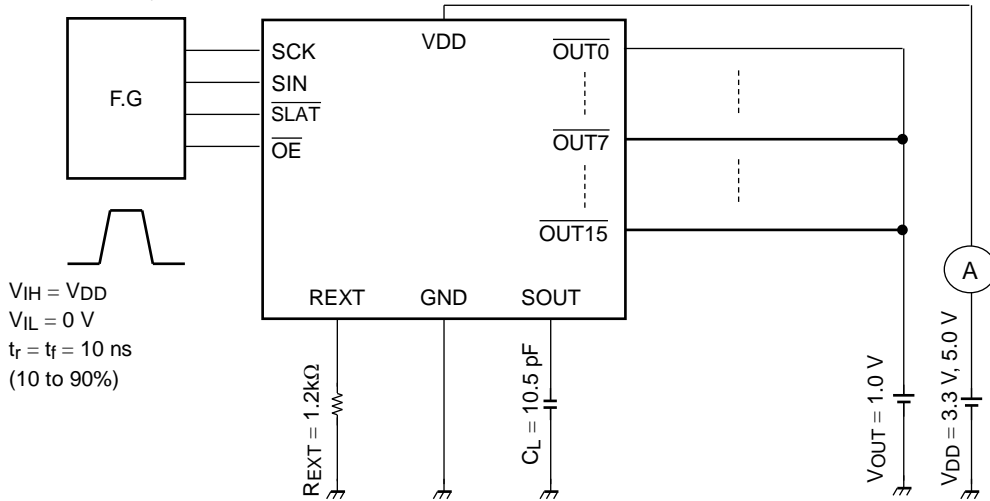 F.G
SCK
SIN
SLAT
OE
VDD
OUT0
OUT7
OUT15
REXT
GND
SOUT
A
VIH = VDD
VIL = 0 V
tr = tf = 10 ns
(10 to 90%)
REXT = 1.2kΩ
CL = 10.5 pF
VOUT = 1.0 V
VDD = 3.3 V, 5.0 V